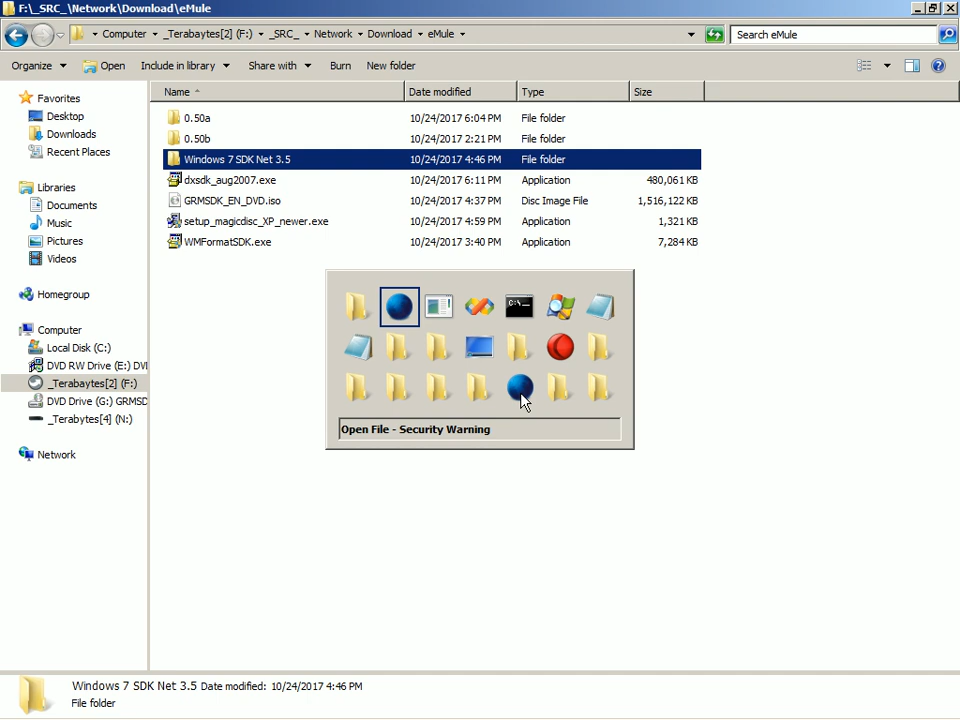 F:\_SRC_\Network\Download\eMule
Computer _Terabaytes[2] (F:) _SRC_ Network Download eMule Search eMule
Organize Open Include in library Share with Burn New folder
Name Date modified Type Size
Favorites
Desktop
Downloads
Recent Places
Libraries
Documents
Music
Pictures
Videos
Homegroup
Computer
Local Disk (C:)
DVD RW Drive (E:) DVI
_Terabaytes[2] (F:)
DVD Drive (G:) GRMSD
_Terabytes[4] (N:)
Network
0.50a 10/24/2017 6:04 PM File folder
0.50b 10/24/2017 2:21 PM File folder
Windows 7 SDK Net 3.5 10/24/2017 4:46 PM File folder
dxsdk_aug2007.exe 10/24/2017 6:11 PM Application 480,061 KB
GRMSDK_EN_DVD.iso 10/24/2017 4:37 PM Disc Image File 1,516,122 KB
setup_magicdisc_XP_newer.exe 10/24/2017 4:59 PM Application 1,321 KB
WMFormatSDK.exe 10/24/2017 3:40 PM Application 7,284 KB
C:\_
Open File - Security Warning
Windows 7 SDK Net 3.5 Date modified: 10/24/2017 4:46 PM
File folder